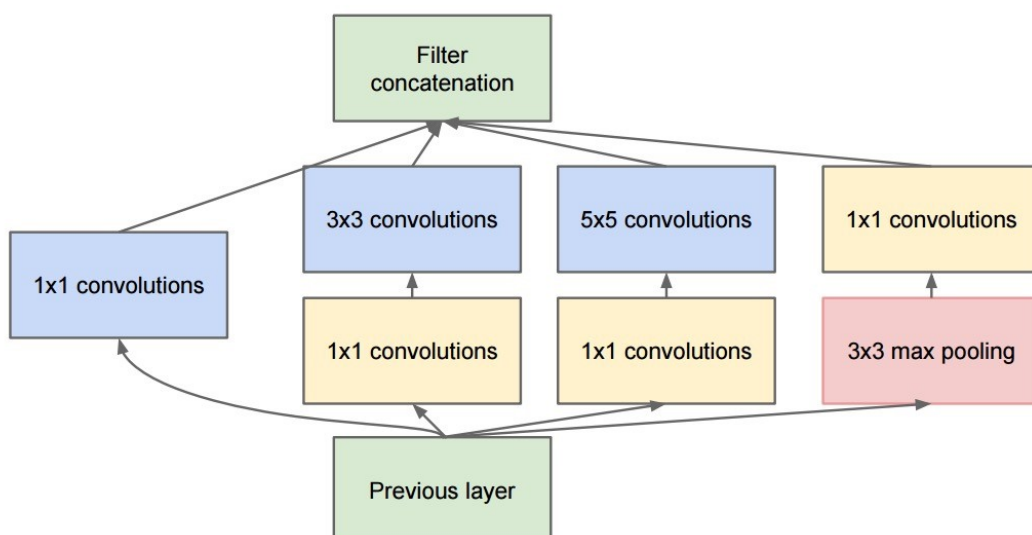 Filter
concatenation
3x3 convolutions
5x5 convolutions
1x1 convolutions
1x1 convolutions
1x1 convolutions
1x1 convolutions
3x3 max pooling
Previous layer